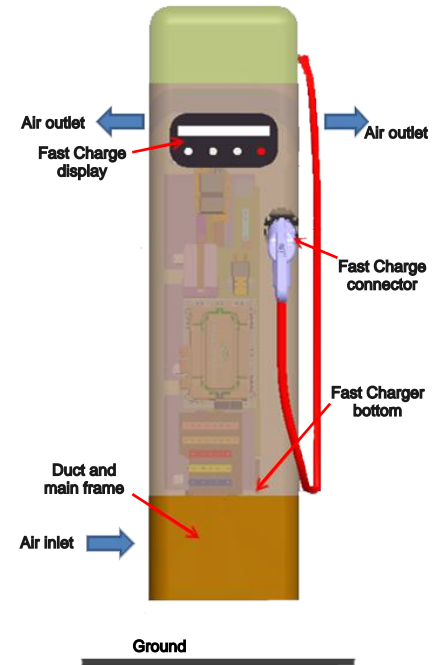 Air outlet
Air outlet
Fast Charge
display
Fast Charge
connector
Fast Charger
bottom
Duct and
main frame
Air inlet
Ground